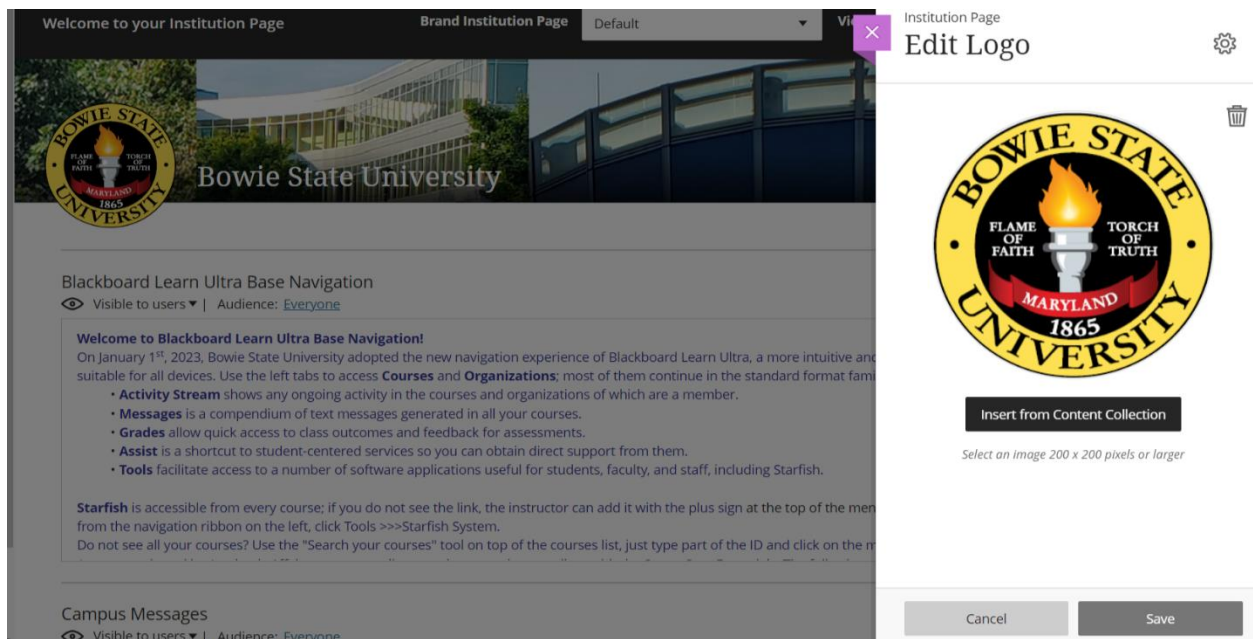 Welcome to your Institution Page
Brand Institution Page
Default
BOWIE STATE
FLAME OF FAITH
TORCH OF TRUTH
MARYLAND
1865
UNIVERSITY
Bowie State University
Blackboard Learn Ultra Base Navigation
Visible to users ▾ | Audience: Everyone
Welcome to Blackboard Learn Ultra Base Navigation!
On January 1st, 2023, Bowie State University adopted the new navigation experience of Blackboard Learn Ultra, a more intuitive and
suitable for all devices. Use the left tabs to access Courses and Organizations; most of them continue in the standard format
• Activity Stream shows any ongoing activity in the courses and organizations of which are a member.
• Messages is a compendium of text messages generated in all your courses.
• Grades allow quick access to class outcomes and feedback for assessments.
• Assist is a shortcut to student-centered services so you can obtain direct support from them.
• Tools facilitate access to a number of software applications useful for students, faculty, and staff, including Starfish.
Starfish is accessible from every course; if you do not see the link, the instructor can add it with the plus sign at the top of the
from the navigation ribbon on the left, click Tools >>>Starfish System.
Do not see all your courses? Use the "Search your courses" tool on top of the courses list, just type part of the ID and click on the
Campus Messages
Visible to users ▾ | Audience: Everyone
Institution Page
Edit Logo
BOWIE STATE
FLAME
OF
FAITH
TORCH
OF
TRUTH
MARYLAND
1865
UNIVERSITY
Insert from Content Collection
Select an image 200 x 200 pixels or larger
Cancel
Save